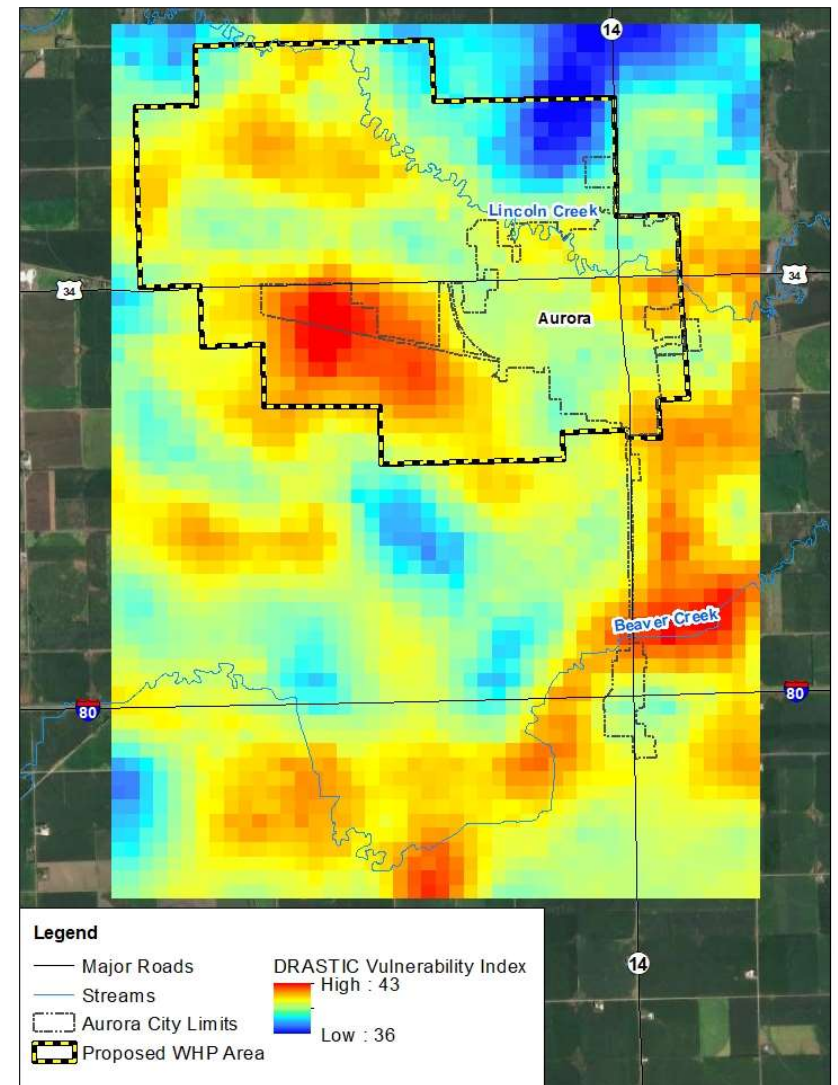 14
Lincoln Creek
34
34
Aurora
Beaver Creek
80
80
14
Legend
Major Roads
Streams
Aurora City Limits
Proposed WHP Area
DRASTIC Vulnerability Index
High : 43
Low : 36